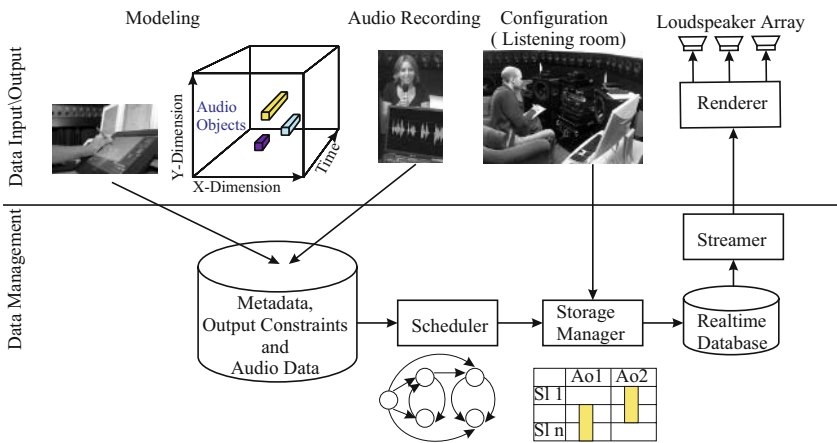 Modeling
Audio Recording
Configuration
( Listening room)
Loudspeaker Array
Data Input\Output
Y-Dimension
Audio
Objects
X-Dimension
Time
Renderer
Data Management
Metadata,
Output Constraints
and
Audio Data
Scheduler
Storage
Manager
Streamer
Realtime
Database
Ao1 Ao2
Sl 1
Sl n